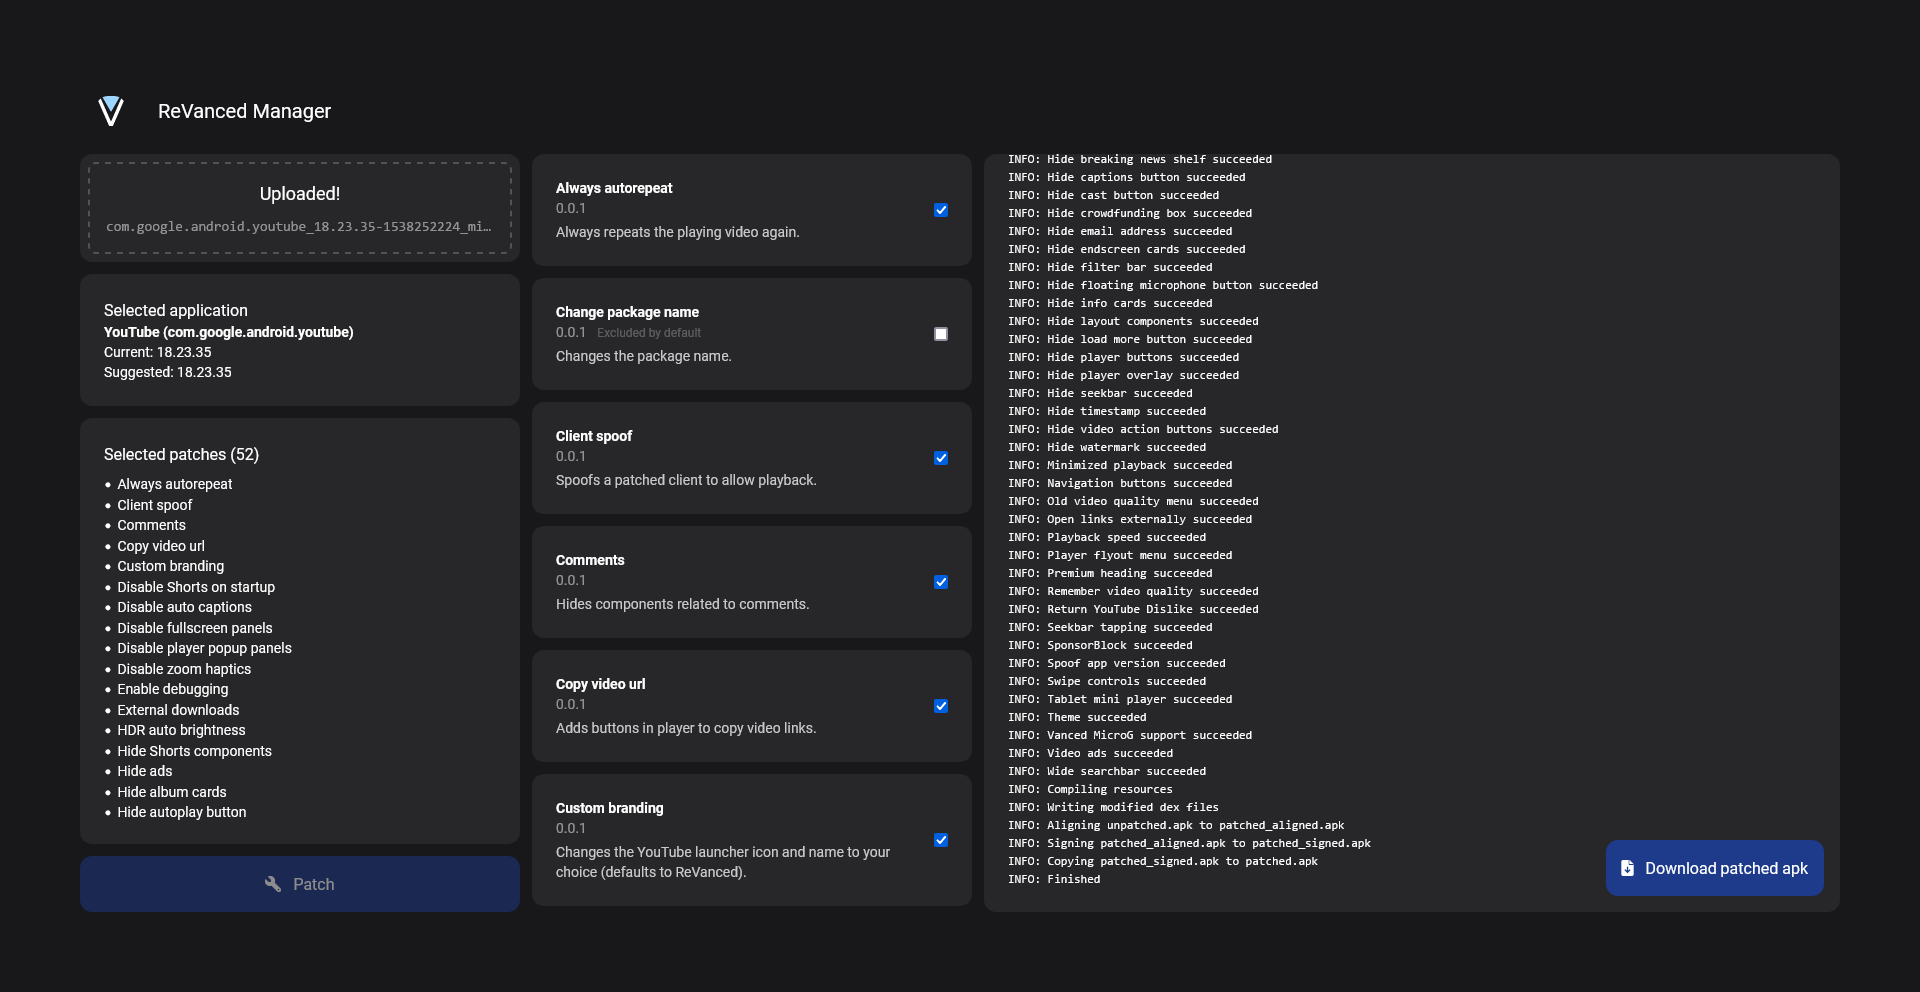 ReVanced Manager
Uploaded!
com.google.android.youtube_18.23.35-1538252224_mi…
Selected application
YouTube (com.google.android.youtube)
Current: 18.23.35
Suggested: 18.23.35
Selected patches (52)
Always autorepeat
Client spoof
Comments
Copy video url
Custom branding
Disable Shorts on startup
Disable auto captions
Disable fullscreen panels
Disable player popup panels
Disable zoom haptics
Enable debugging
External downloads
HDR auto brightness
Hide Shorts components
Hide ads
Hide album cards
Hide autoplay button
Patch
Always autorepeat
0.0.1
Always repeats the playing video again.
Change package name
0.0.1 Excluded by default
Changes the package name.
Client spoof
0.0.1
Spoofs a patched client to allow playback.
Comments
0.0.1
Hides components related to comments.
Copy video url
0.0.1
Adds buttons in player to copy video links.
Custom branding
0.0.1
Changes the YouTube launcher icon and name to your
choice (defaults to ReVanced).
INFO: Hide breaking news shelf succeeded
INFO: Hide captions button succeeded
INFO: Hide cast button succeeded
INFO: Hide crowdfunding box succeeded
INFO: Hide email address succeeded
INFO: Hide endscreen cards succeeded
INFO: Hide filter bar succeeded
INFO: Hide floating microphone button succeeded
INFO: Hide info cards succeeded
INFO: Hide layout components succeeded
INFO: Hide load more button succeeded
INFO: Hide player buttons succeeded
INFO: Hide player overlay succeeded
INFO: Hide seekbar succeeded
INFO: Hide timestamp succeeded
INFO: Hide video action buttons succeeded
INFO: Hide watermark succeeded
INFO: Minimized playback succeeded
INFO: Navigation buttons succeeded
INFO: Old video quality menu succeeded
INFO: Open links externally succeeded
INFO: Playback speed succeeded
INFO: Player flyout menu succeeded
INFO: Premium heading succeeded
INFO: Remember video quality succeeded
INFO: Return YouTube Dislike succeeded
INFO: Seekbar tapping succeeded
INFO: SponsorBlock succeeded
INFO: Spoof app version succeeded
INFO: Swipe controls succeeded
INFO: Tablet mini player succeeded
INFO: Theme succeeded
INFO: Vanced MicroG support succeeded
INFO: Video ads succeeded
INFO: Wide searchbar succeeded
INFO: Compiling resources
INFO: Writing modified dex files
INFO: Aligning unpatched.apk to patched_aligned.apk
INFO: Signing patched_aligned.apk to patched_signed.apk
INFO: Copying patched_signed.apk to patched.apk
INFO: Finished
Download patched apk